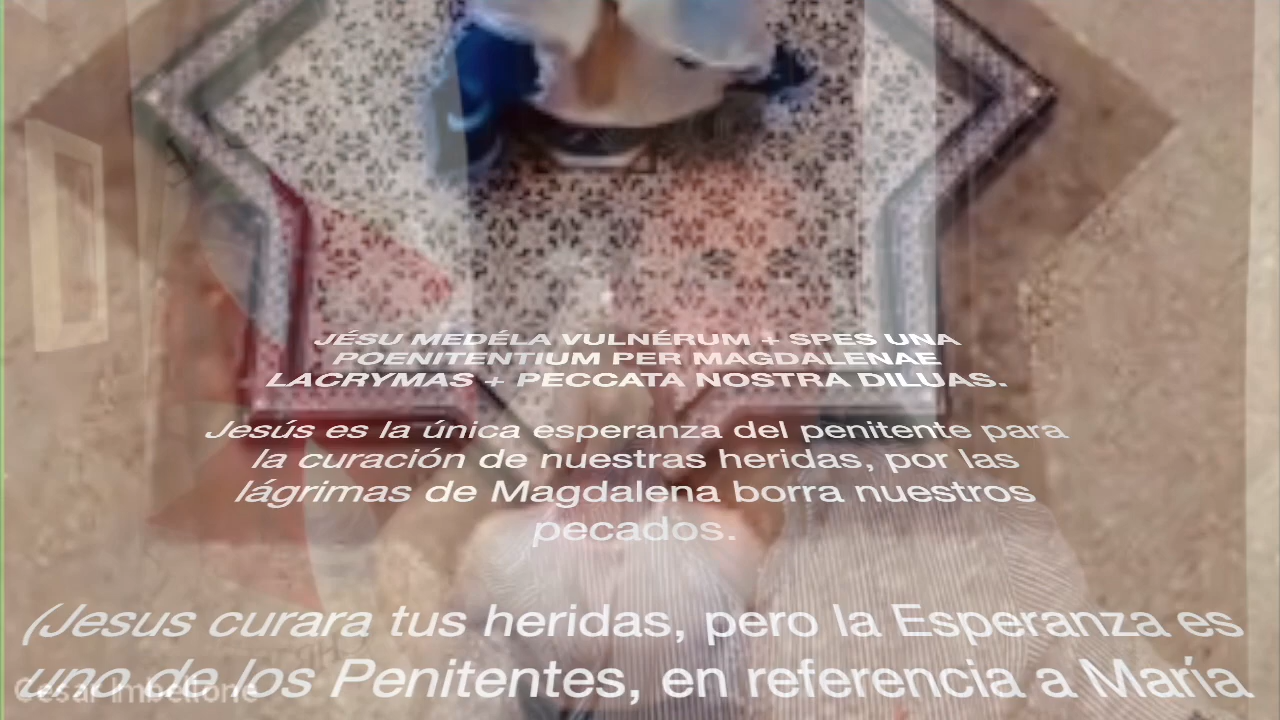 JÉSU MEDÉLA VULNÉRUM + SPES UNA
POENITENTIUM PER MAGDALENAE
LACRYMAS + PECCATA NOSTRA DILUAS.
Jesús es la única esperanza del penitente para
la curación de nuestras heridas, por las
lágrimas de Magdalena borra nuestros
pecados.
(Jesus curara tus heridas, pero la Esperanza es
uno de los Penitentes, en referencia a María
Cesar Imbellone